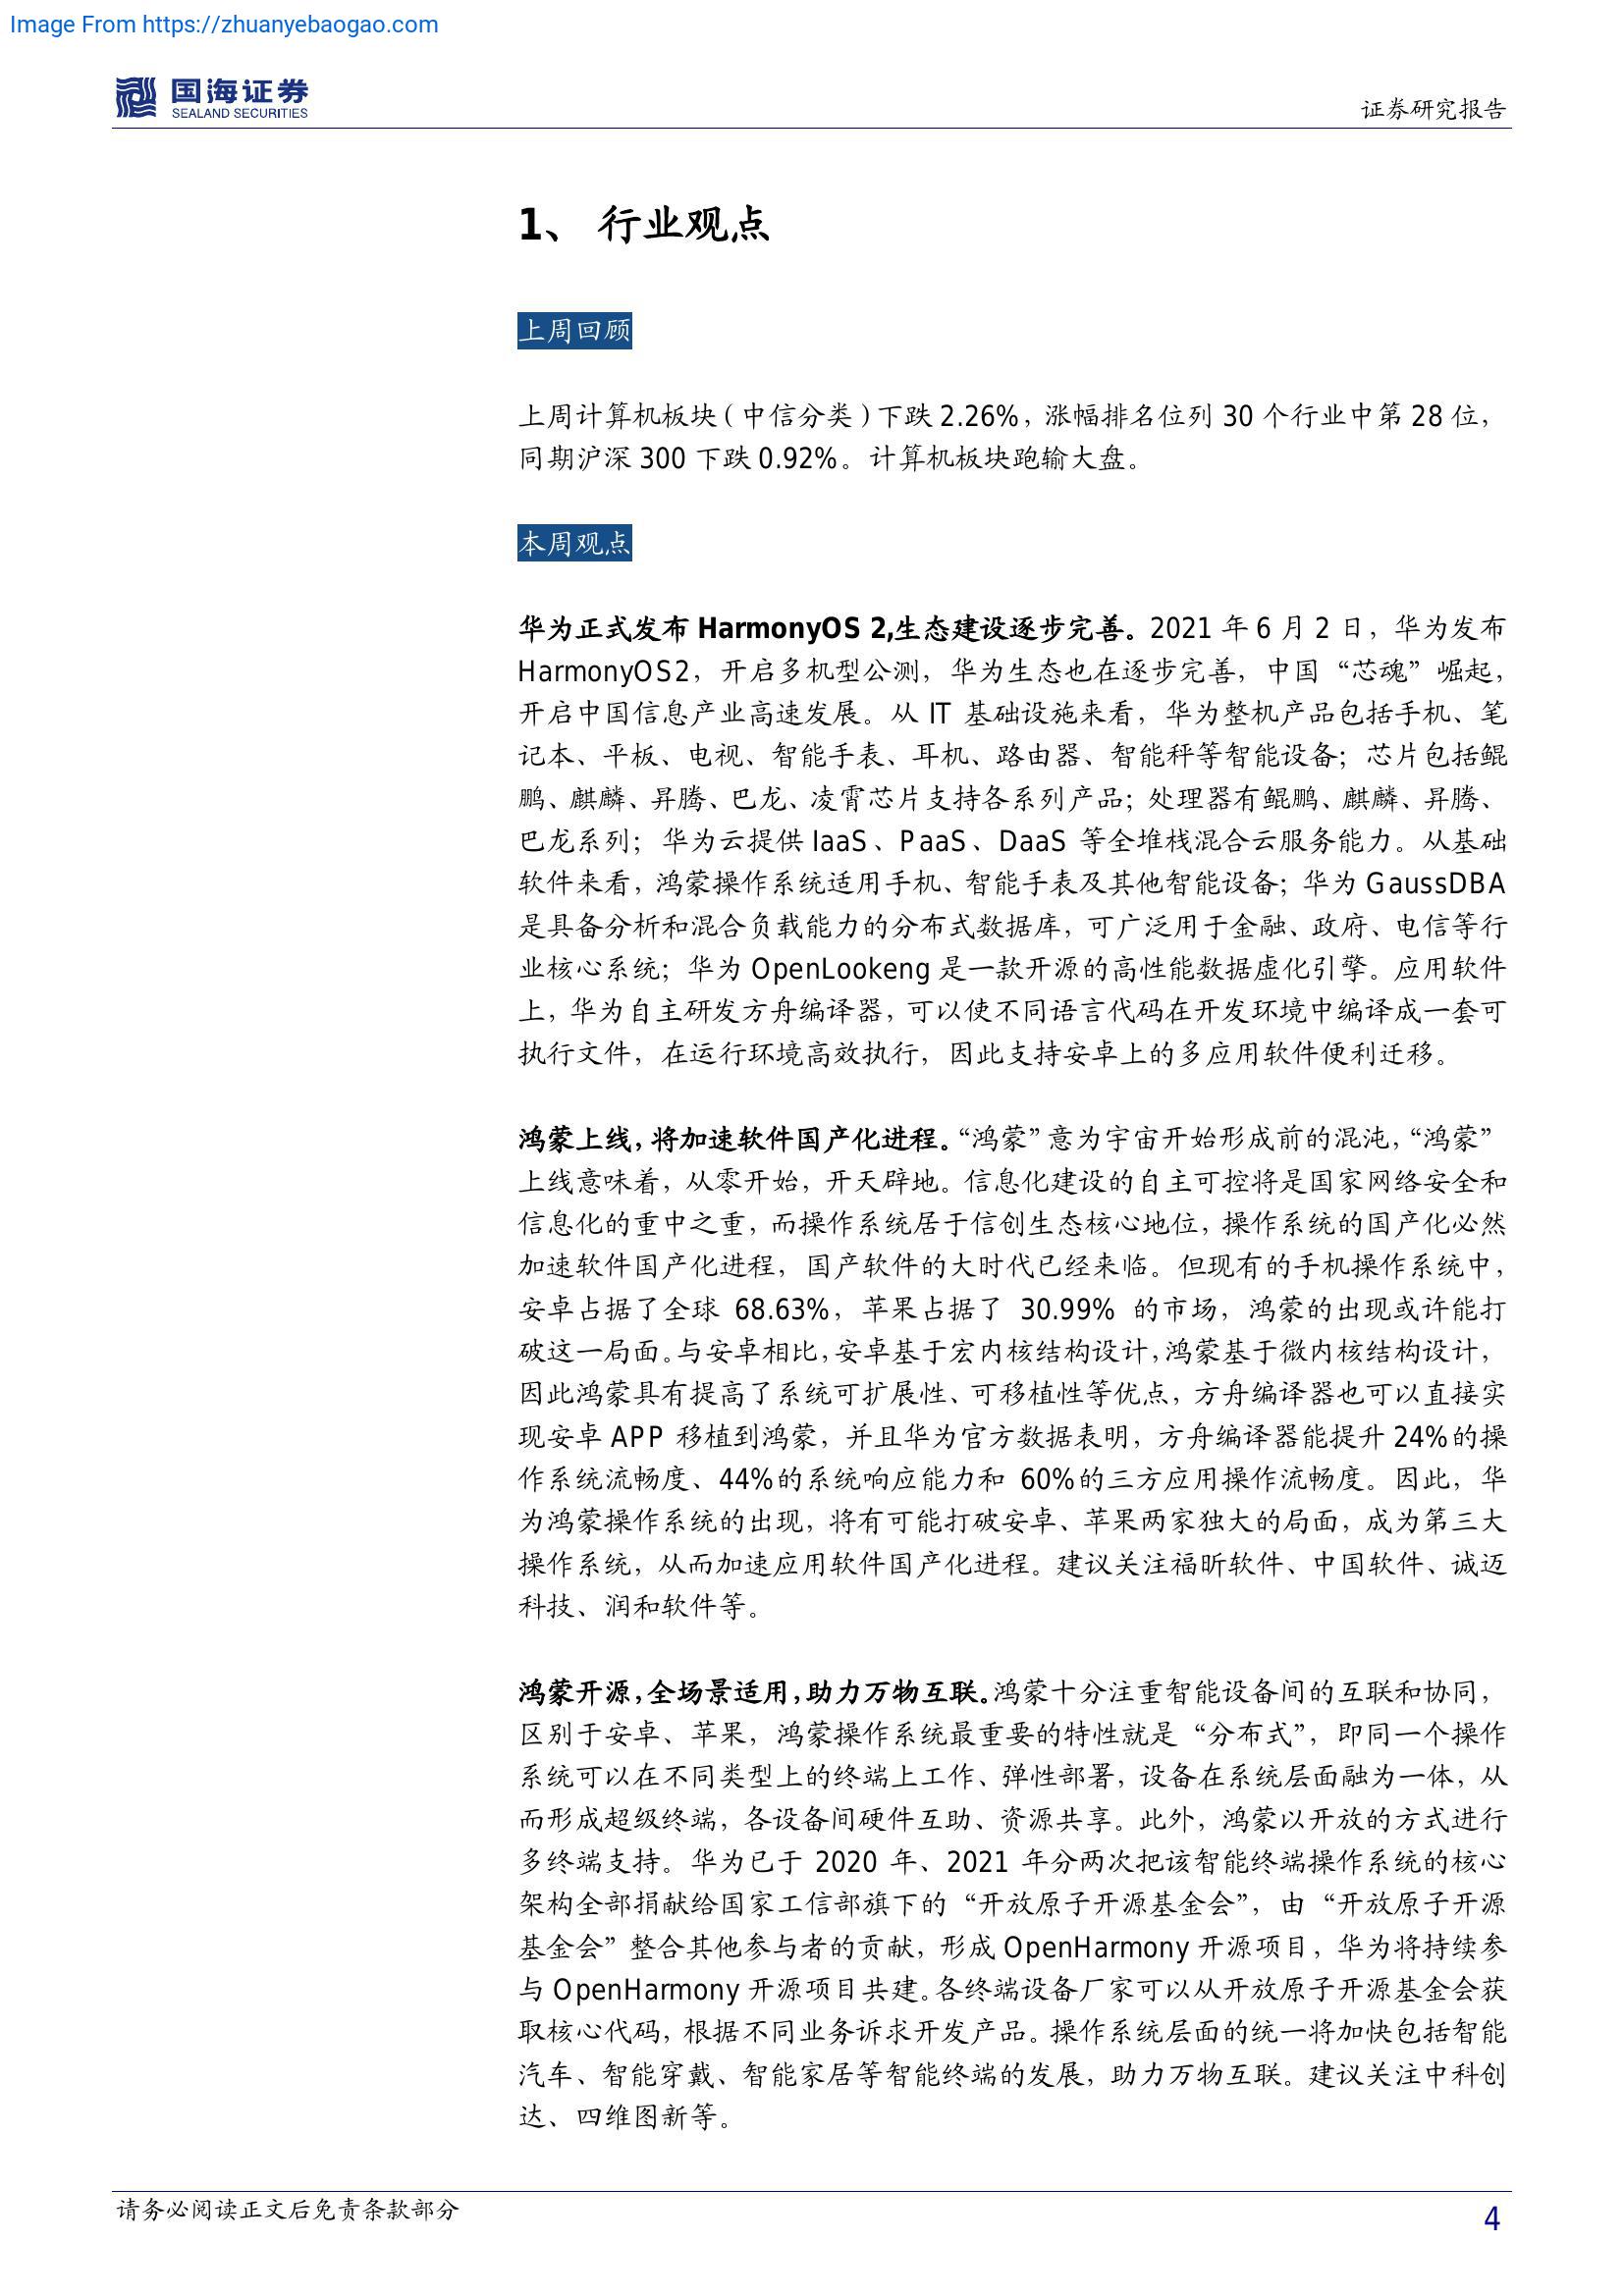 Image From https://zhuanyebaogao.com
国海证券
SEALAND SECURITIES
证券研究报告
1、 行业观点
上周回顾
上周计算机板块（中信分类）下跌 2.26%，涨幅排名位列 30 个行业中第 28 位，
同期沪深 300 下跌 0.92%。计算机板块跑输大盘。
本周观点
华为正式发布 HarmonyOS 2,生态建设逐步完善。2021 年 6 月 2 日，华为发布
HarmonyOS2，开启多机型公测，华为生态也在逐步完善，中国“芯魂”崛起，
开启中国信息产业高速发展。从 IT 基础设施来看，华为整机产品包括手机、笔
记本、平板、电视、智能手表、耳机、路由器、智能秤等智能设备；芯片包括鲲
鹏、麒麟、昇腾、巴龙、凌霄芯片支持各系列产品；处理器有鲲鹏、麒麟、昇腾、
巴龙系列；华为云提供 IaaS、PaaS、DaaS 等全堆栈混合云服务能力。从基础
软件来看，鸿蒙操作系统适用手机、智能手表及其他智能设备；华为 GaussDBA
是具备分析和混合负载能力的分布式数据库，可广泛用于金融、政府、电信等行
业核心系统；华为 OpenLookeng 是一款开源的高性能数据虚化引擎。应用软件
上，华为自主研发方舟编译器，可以使不同语言代码在开发环境中编译成一套可
执行文件，在运行环境高效执行，因此支持安卓上的多应用软件便利迁移。
鸿蒙上线，将加速软件国产化进程。“鸿蒙”意为宇宙开始形成前的混沌，“鸿蒙”
上线意味着，从零开始，开天辟地。信息化建设的自主可控将是国家网络安全和
信息化的重中之重，而操作系统居于信创生态核心地位，操作系统的国产化必然
加速软件国产化进程，国产软件的大时代已经来临。但现有的手机操作系统中，
安卓占据了全球 68.63%，苹果占据了 30.99% 的市场，鸿蒙的出现或许能打
破这一局面。与安卓相比，安卓基于宏内核结构设计，鸿蒙基于微内核结构设计，
因此鸿蒙具有提高了系统可扩展性、可移植性等优点，方舟编译器也可以直接实
现安卓 APP 移植到鸿蒙，并且华为官方数据表明，方舟编译器能提升 24%的操
作系统流畅度、44%的系统响应能力和 60%的三方应用操作流畅度。因此，华
为鸿蒙操作系统的出现，将有可能打破安卓、苹果两家独大的局面，成为第三大
操作系统，从而加速应用软件国产化进程。建议关注福昕软件、中国软件、诚迈
科技、润和软件等。
鸿蒙开源，全场景适用，助力万物互联。鸿蒙十分注重智能设备间的互联和协同，
区别于安卓、苹果，鸿蒙操作系统最重要的特性就是“分布式”，即同一个操作
系统可以在不同类型上的终端上工作、弹性部署，设备在系统层面融为一体，从
而形成超级终端，各设备间硬件互助、资源共享。此外，鸿蒙以开放的方式进行
多终端支持。华为已于 2020 年、2021 年分两次把该智能终端操作系统的核心
架构全部捐献给国家工信部旗下的“开放原子开源基金会”，由“开放原子开源
基金会”整合其他参与者的贡献，形成 OpenHarmony 开源项目，华为将持续参
与 OpenHarmony 开源项目共建。各终端设备厂家可以从开放原子开源基金会获
取核心代码，根据不同业务诉求开发产品。操作系统层面的统一将加快包括智能
汽车、智能穿戴、智能家居等智能终端的发展，助力万物互联。建议关注中科创
达、四维图新等。
请务必阅读正文后免责条款部分
4